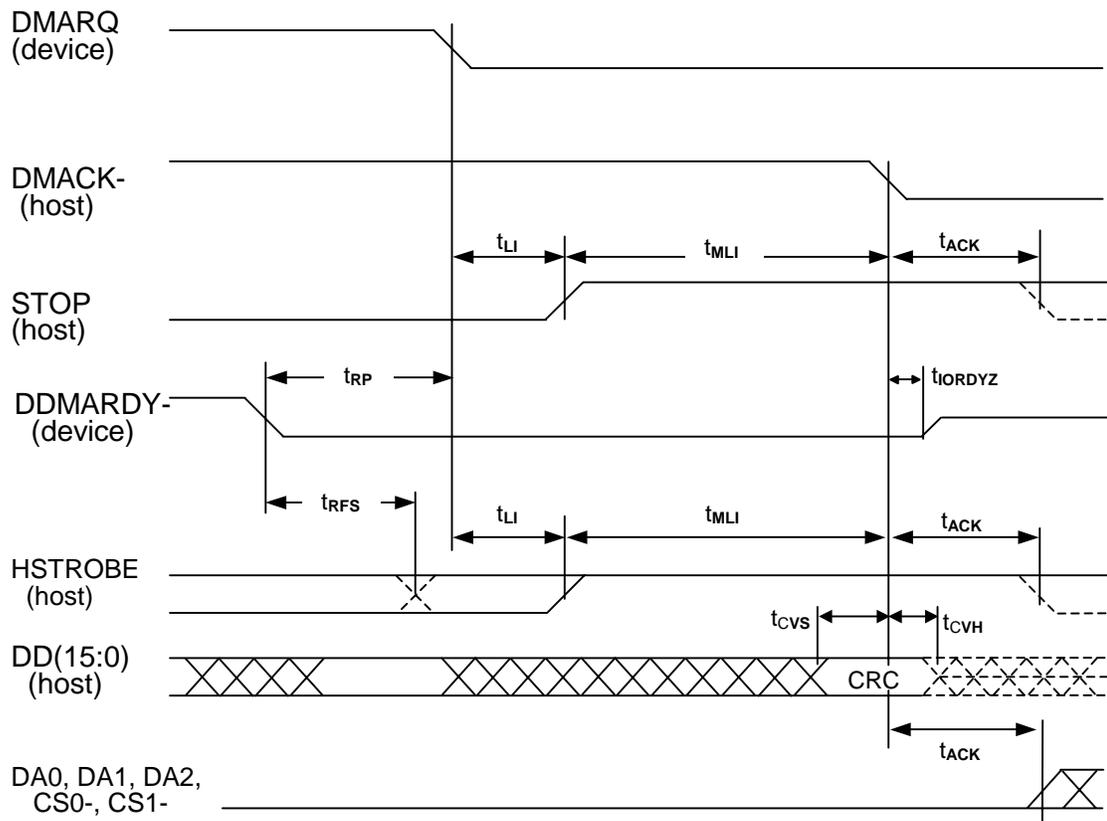 DMARQ
(device)
DMACK-
(host)
tLI
tMLI
tACK
STOP
(host)
tRP
tIORDYZ
DDMARDY-
(device)
tRFS
tLI
tMLI
tACK
HSTROBE
(host)
tCVS
tCVH
DD(15:0)
(host)
CRC
tACK
DA0, DA1, DA2,
CS0-, CS1-